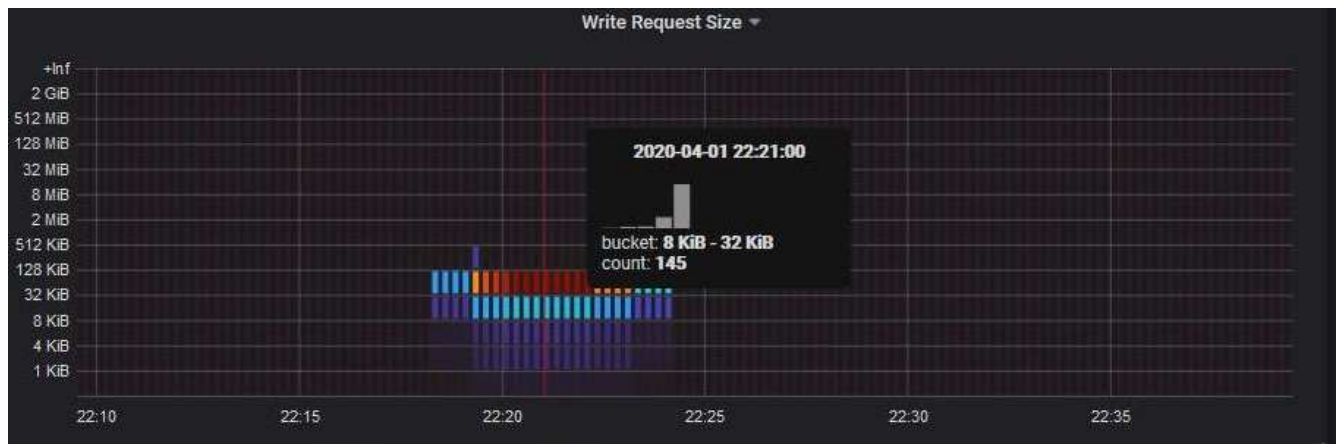 Write Request Size
+Inf
2 GiB
512 MiB
128 MiB
32 MiB
8 MiB
2 MiB
512 KiB
128 KiB
32 KiB
8 KiB
4 KiB
1 KiB
2020-04-01 22:21:00
bucket: 8 KiB - 32 KiB
count: 145
22:10 22:15 22:20 22:25 22:30 22:35